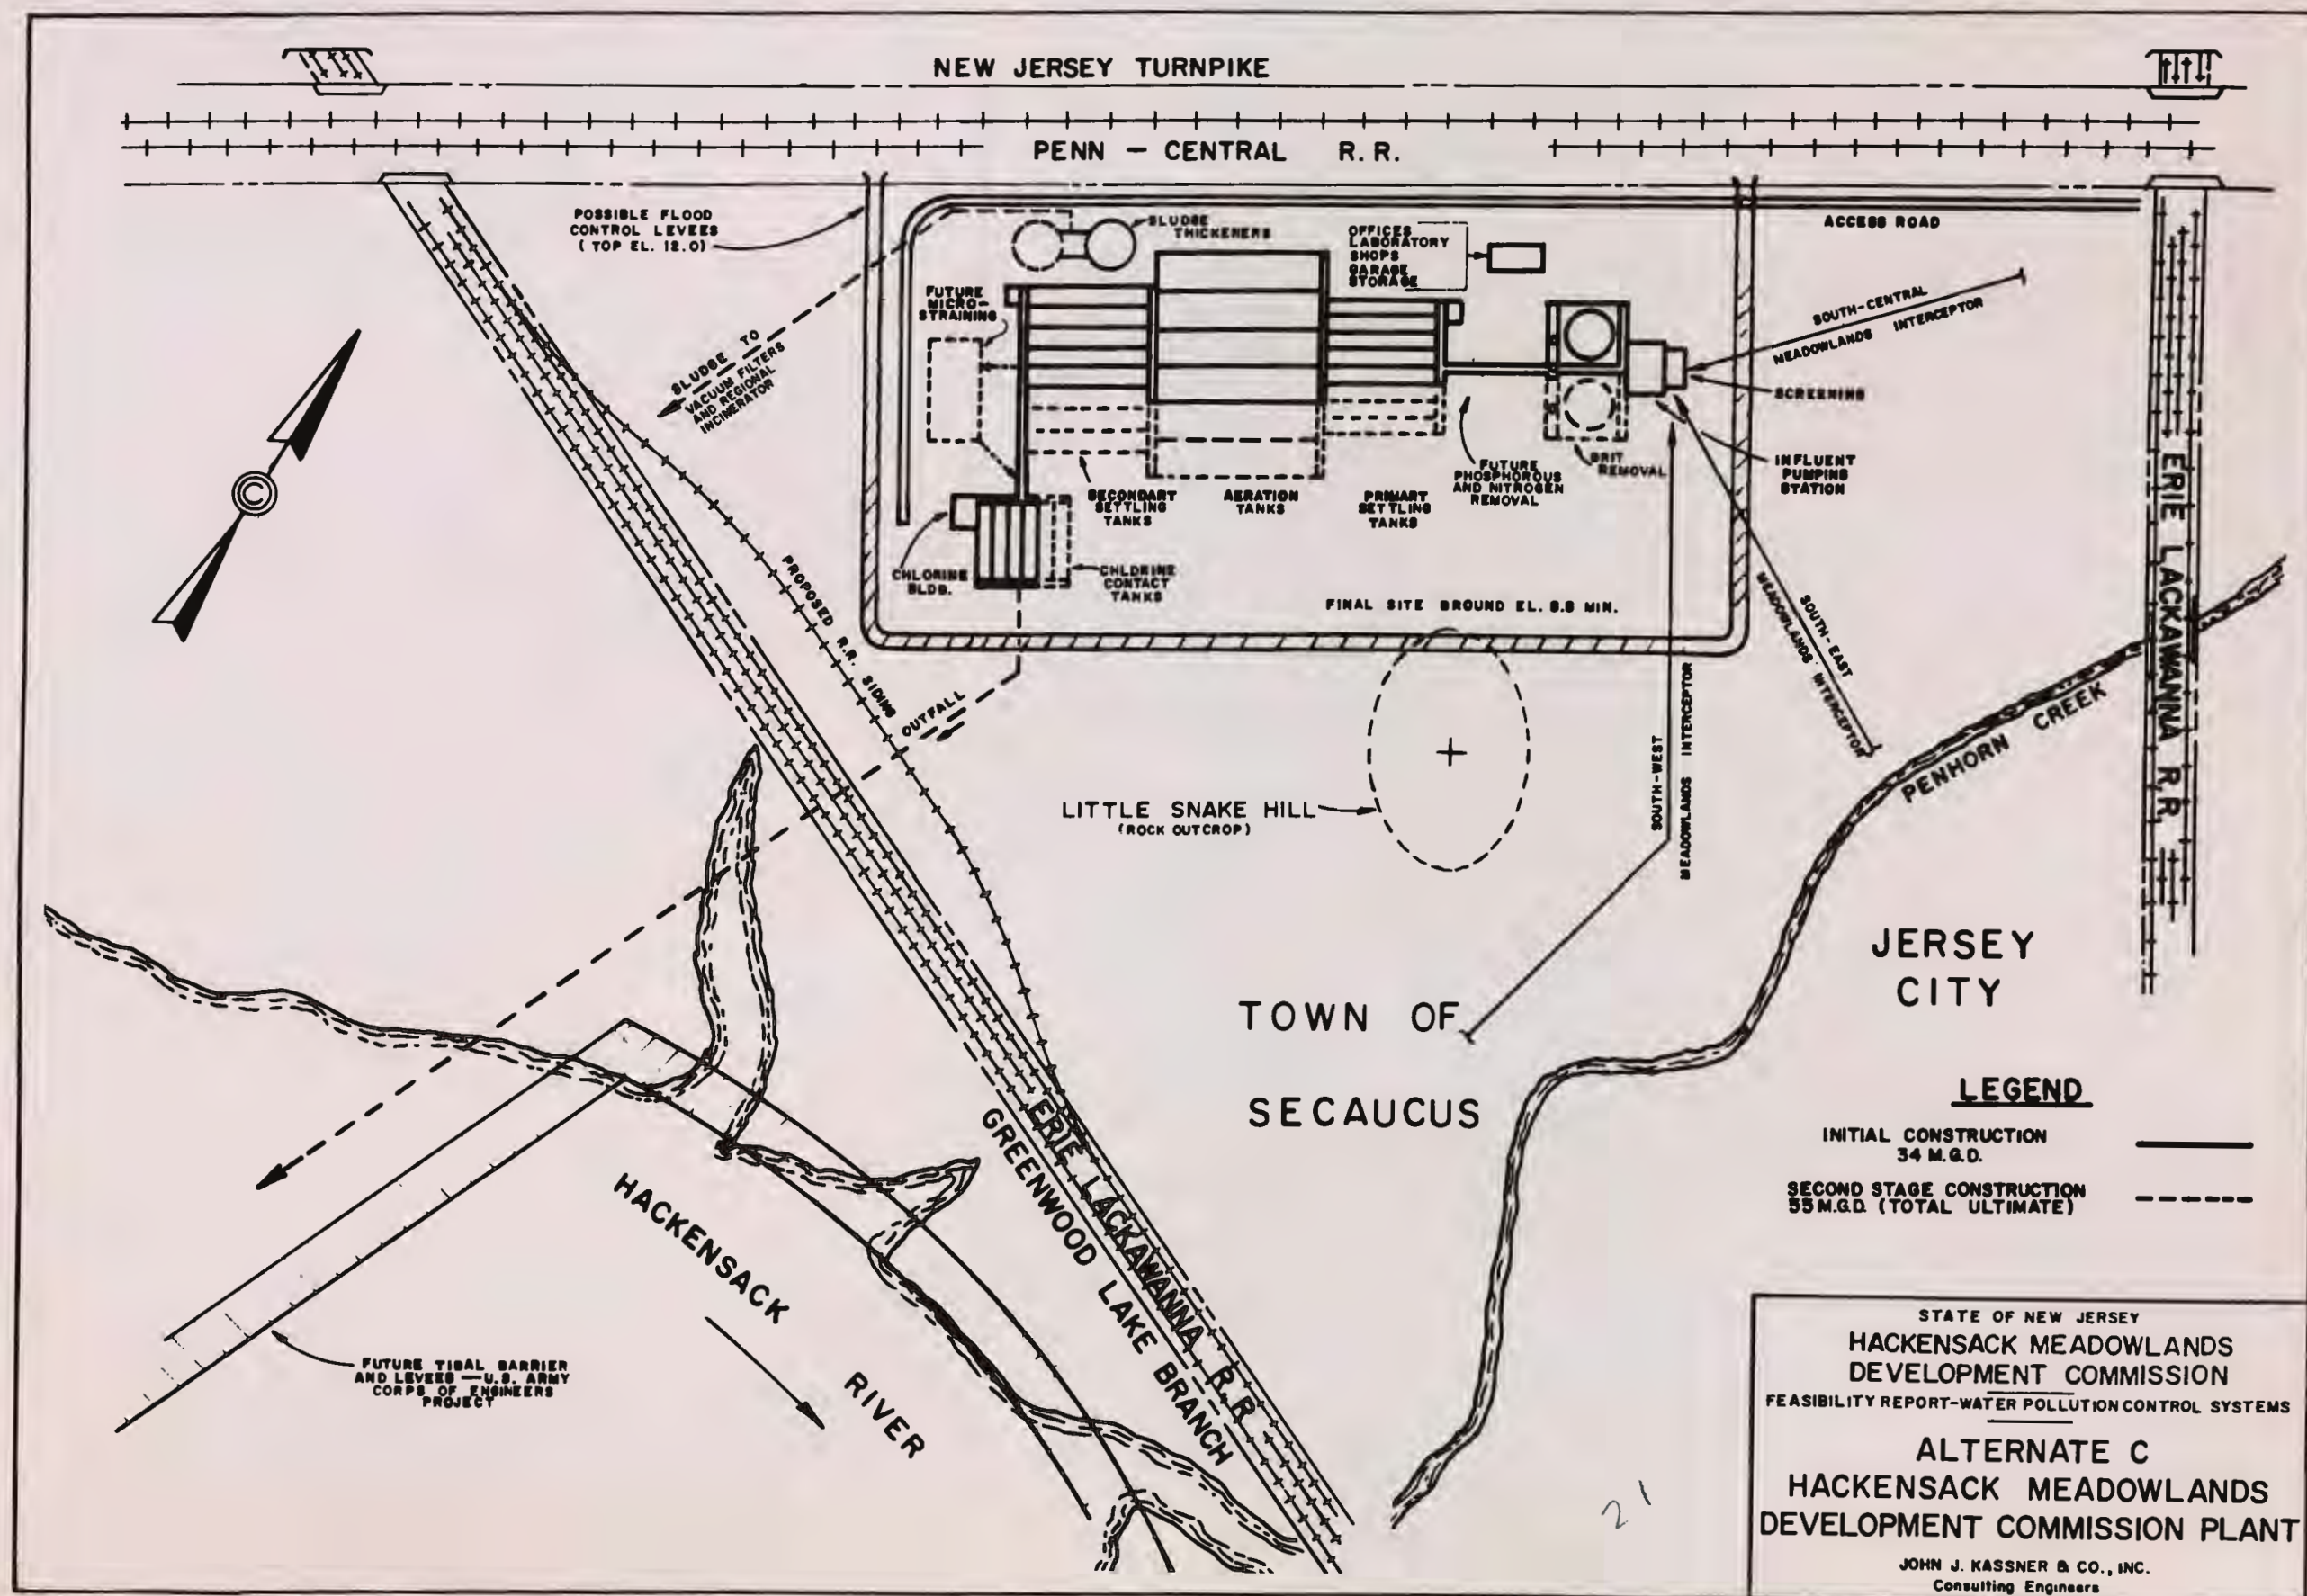 NEW JERSEY TURNPIKE
PENN - CENTRAL R.R.
POSSIBLE FLOOD
CONTROL LEVEES
( TOP EL. 12.0)
SLUDGE
THICKENERS
OFFICES
LABORATORY
SHOPS
GARAGE
STORAGE
ACCESS ROAD
FUTURE
MICRO-
STRAINING
SLUDGE TO
VACUUM FILTERS
AND REGIONAL
INCINERATOR
SOUTH-CENTRAL
MEADOWLANDS INTERCEPTOR
SCREENING
INFLUENT
PUMPING
STATION
GRIT
REMOVAL
FUTURE
PHOSPHOROUS
AND NITROGEN
REMOVAL
SECONDARY
SETTLING
TANKS
AERATION
TANKS
PRIMARY
SETTLING
TANKS
CHLORINE
BLDG.
CHLORINE
CONTACT
TANKS
FINAL SITE GROUND EL. 8.8 MIN.
PROPOSED R.R. SIDING
OUTFALL
SOUTH-EAST
MEADOWLANDS INTERCEPTOR
SOUTH-WEST
MEADOWLANDS INTERCEPTOR
ERIE LACKAWANNA R.R.
PENHORN CREEK
LITTLE SNAKE HILL
(ROCK OUTCROP)
JERSEY
CITY
TOWN OF
SECAUCUS
ERIE LACKAWANNA R.R.
GREENWOOD LAKE BRANCH
HACKENSACK
RIVER
FUTURE TIDAL BARRIER
AND LEVEES — U.S. ARMY
CORPS OF ENGINEERS
PROJECT
LEGEND
INITIAL CONSTRUCTION
34 M.G.D.
SECOND STAGE CONSTRUCTION
55 M.G.D. (TOTAL ULTIMATE)
21
STATE OF NEW JERSEY
HACKENSACK MEADOWLANDS
DEVELOPMENT COMMISSION
FEASIBILITY REPORT-WATER POLLUTION CONTROL SYSTEMS
ALTERNATE C
HACKENSACK MEADOWLANDS
DEVELOPMENT COMMISSION PLANT
JOHN J. KASSNER & CO., INC.
Consulting Engineers